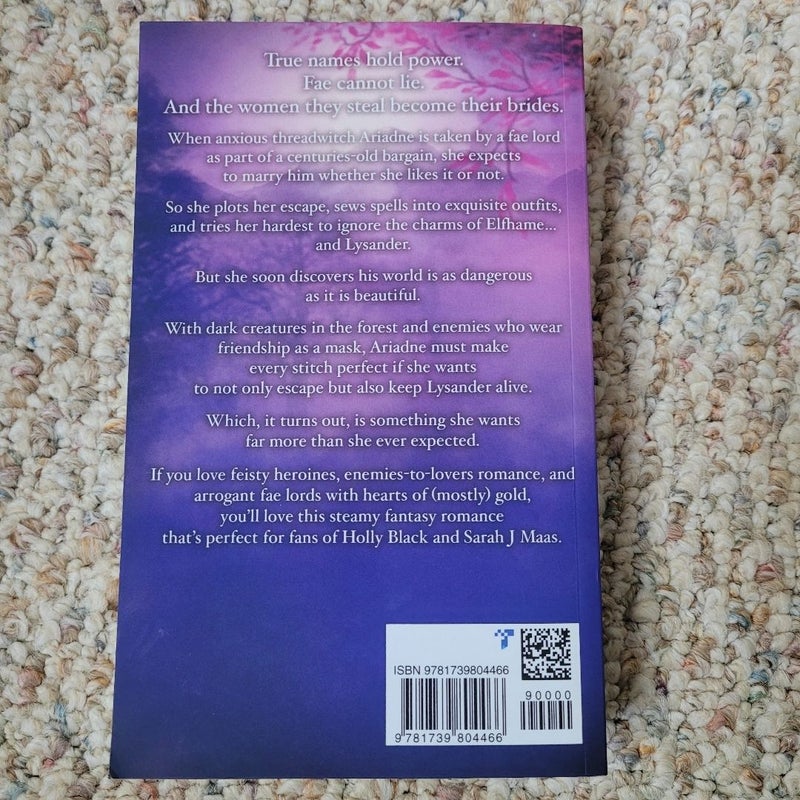 True names hold power.
Fae cannot lie.
And the women they steal become their brides.
When anxious threadwitch Ariadne is taken by a fae lord
as part of a centuries-old bargain, she expects
to marry him whether she likes it or not.
So she plots her escape, sews spells into exquisite outfits,
and tries her hardest to ignore the charms of Elfhame...
and Lysander.
But she soon discovers his world is as dangerous
as it is beautiful.
With dark creatures in the forest and enemies who wear
friendship as a mask, Ariadne must make
every stitch perfect if she wants
to not only escape but also keep Lysander alive.
Which, it turns out, is something she wants
far more than she ever expected.
If you love feisty heroines, enemies-to-lovers romance, and
arrogant fae lords with hearts of (mostly) gold,
you'll love this steamy fantasy romance
that's perfect for fans of Holly Black and Sarah J Maas.
ISBN 9781739804466
90000
9 781739 804466